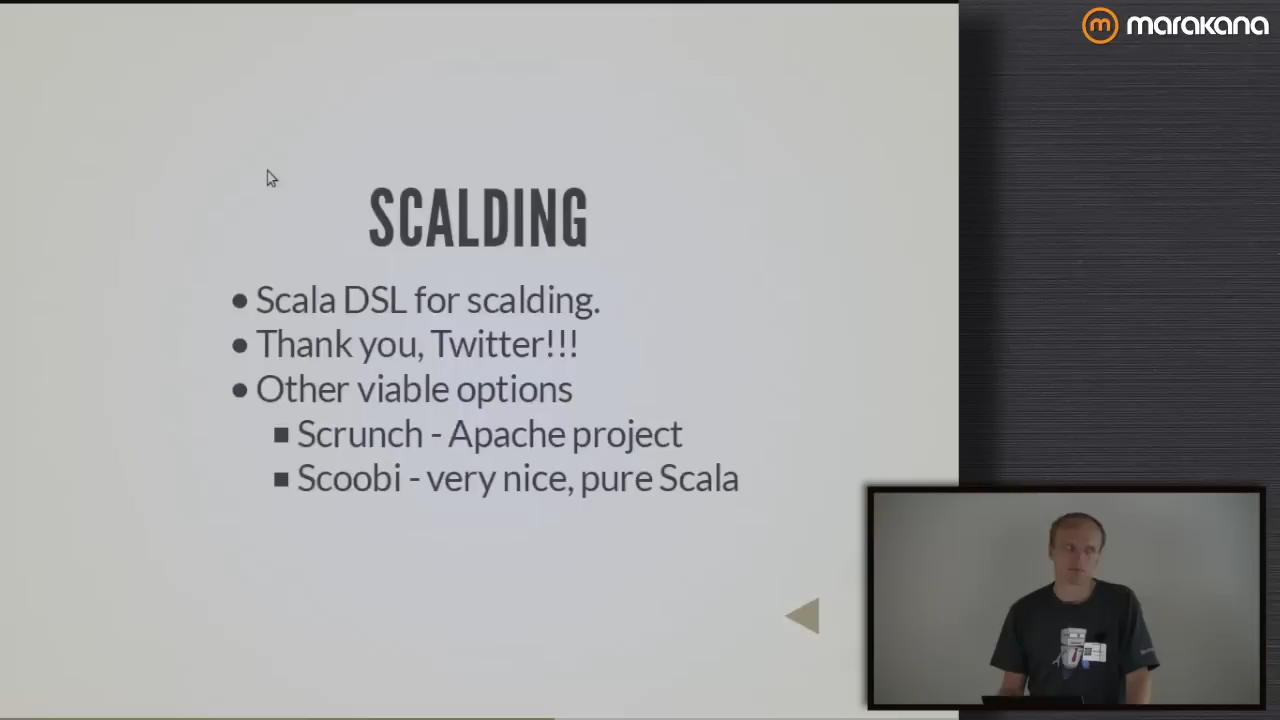 marakana
SCALDING
• Scala DSL for scalding.
• Thank you, Twitter!!!
• Other viable options
▪ Scrunch - Apache project
▪ Scoobi - very nice, pure Scala